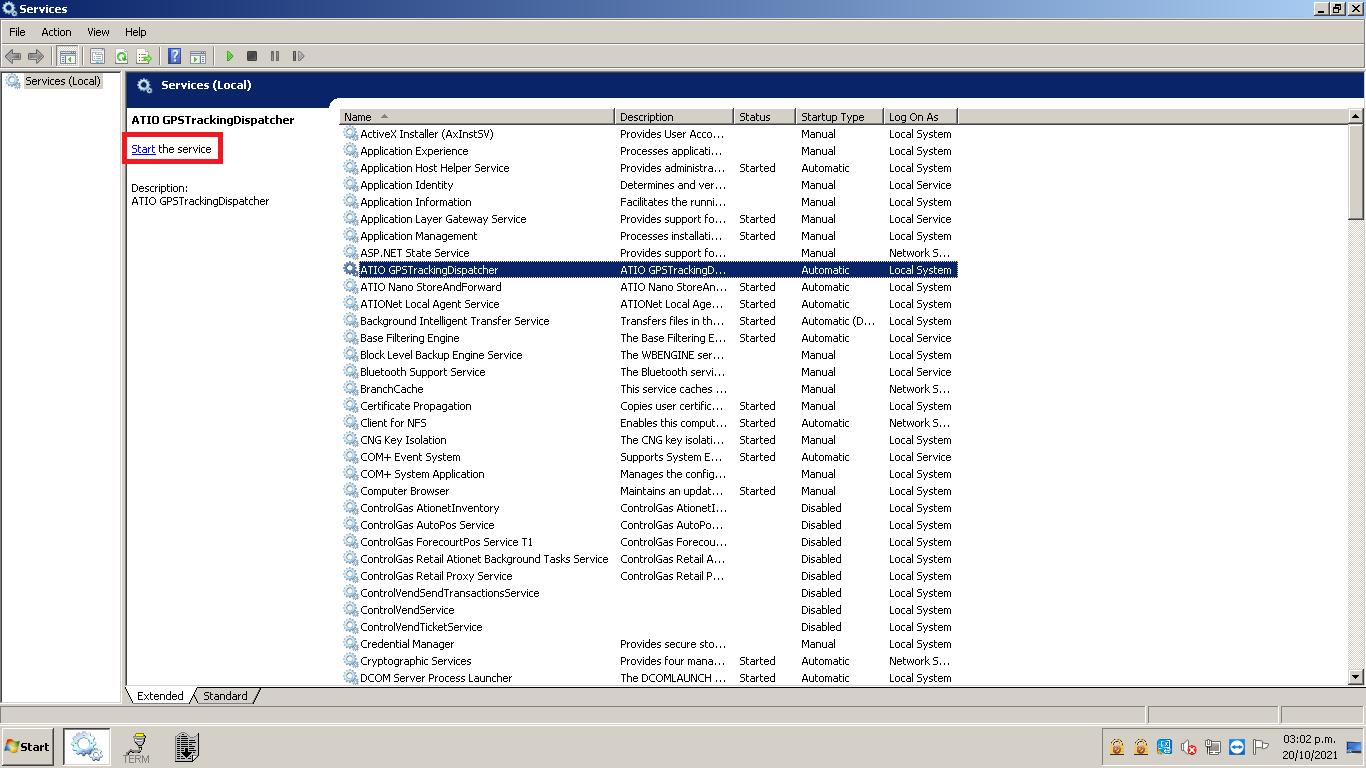 Services
File Action View Help
Services (Local)
Services (Local)
ATIO GPSTrackingDispatcher
Start the service
Description:
ATIO GPSTrackingDispatcher
Name Description Status Startup Type Log On As
ActiveX Installer (AxInstSV) Provides User Acco... Manual Local System
Application Experience Processes applicati... Manual Local System
Application Host Helper Service Provides administra... Started Automatic Local System
Application Identity Determines and ver... Manual Local Service
Application Information Facilitates the runni... Manual Local System
Application Layer Gateway Service Provides support fo... Started Manual Local Service
Application Management Processes installati... Started Manual Local System
ASP.NET State Service Provides support fo... Manual Network S...
ATIO GPSTrackingDispatcher ATIO GPSTrackingD... Automatic Local System
ATIO Nano StoreAndForward ATIO Nano StoreAn... Started Automatic Local System
ATIONet Local Agent Service ATIONet Local Age... Started Automatic Local System
Background Intelligent Transfer Service Transfers files in th... Started Automatic (D... Local System
Base Filtering Engine The Base Filtering E... Started Automatic Local Service
Block Level Backup Engine Service The WBENGINE ser... Manual Local System
Bluetooth Support Service The Bluetooth servi... Manual Local Service
BranchCache This service caches ... Manual Network S...
Certificate Propagation Copies user certific... Started Manual Local System
Client for NFS Enables this comput... Started Automatic Network S...
CNG Key Isolation The CNG key isolati... Started Manual Local System
COM+ Event System Supports System E... Started Automatic Local Service
COM+ System Application Manages the config... Manual Local System
Computer Browser Maintains an updat... Started Manual Local System
ControlGas AtionetInventory ControlGas AtionetI... Disabled Local System
ControlGas AutoPos Service ControlGas AutoPo... Disabled Local System
ControlGas ForecourtPos Service T1 ControlGas Forecou... Disabled Local System
ControlGas Retail Ationet Background Tasks Service ControlGas Retail A... Disabled Local System
ControlGas Retail Proxy Service ControlGas Retail P... Disabled Local System
ControlVendSendTransactionsService Disabled Local System
ControlVendService Disabled Local System
ControlVendTicketService Disabled Local System
Credential Manager Provides secure sto... Manual Local System
Cryptographic Services Provides four mana... Started Automatic Network S...
DCOM Server Process Launcher The DCOMLAUNCH ... Started Automatic Local System
Extended Standard
Start TERM 03:02 p.m.
20/10/2021